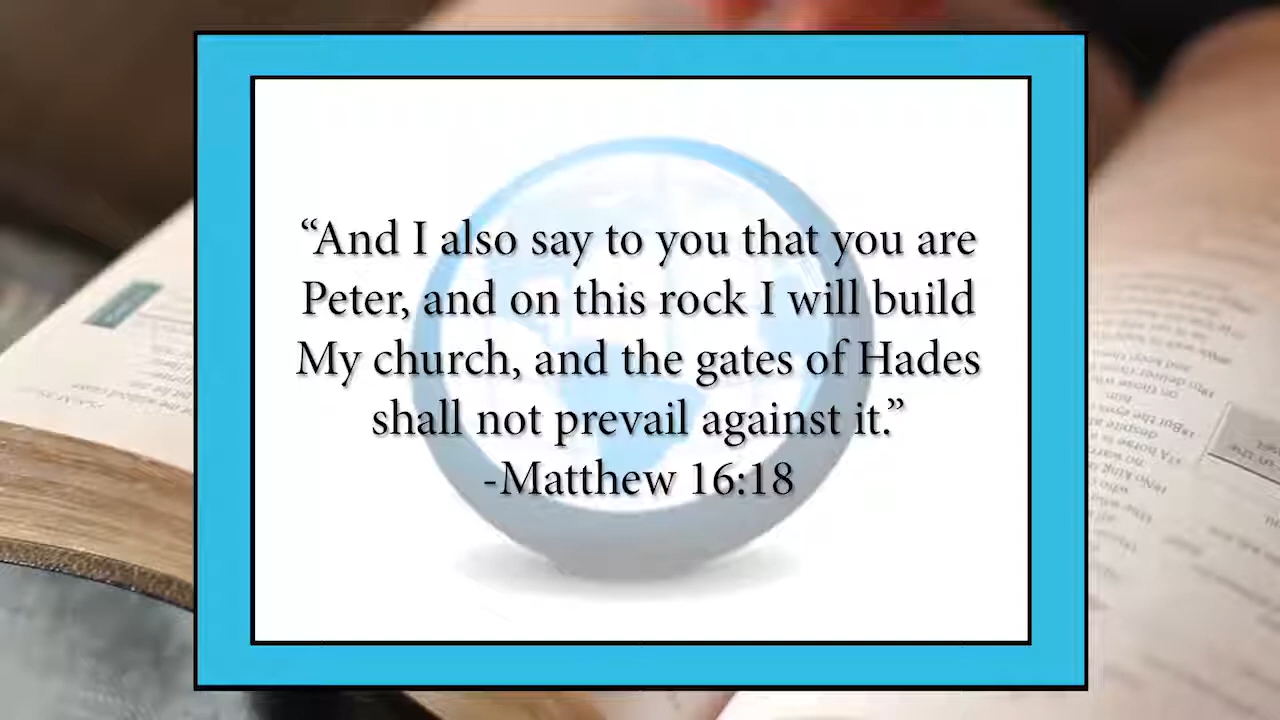 “And I also say to you that you are
Peter, and on this rock I will build
My church, and the gates of Hades
shall not prevail against it.”
-Matthew 16:18